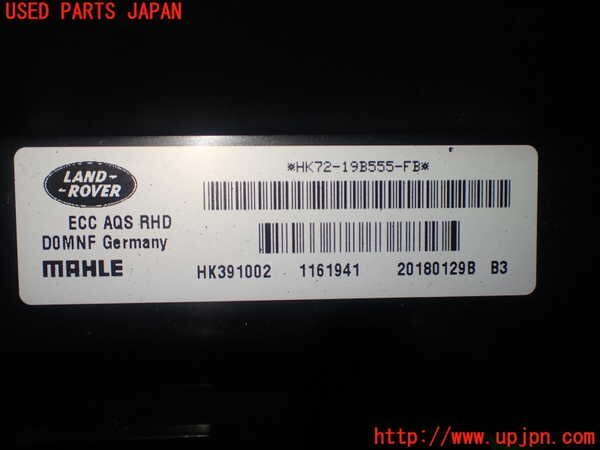 USED PARTS JAPAN
LAND-
-ROVER
*HK72-19B555-FB*
ECC AQS RHD
DOMNF Germany
MAHLE
HK391002 1161941 20180129B B3
http://www.upjpn.com/